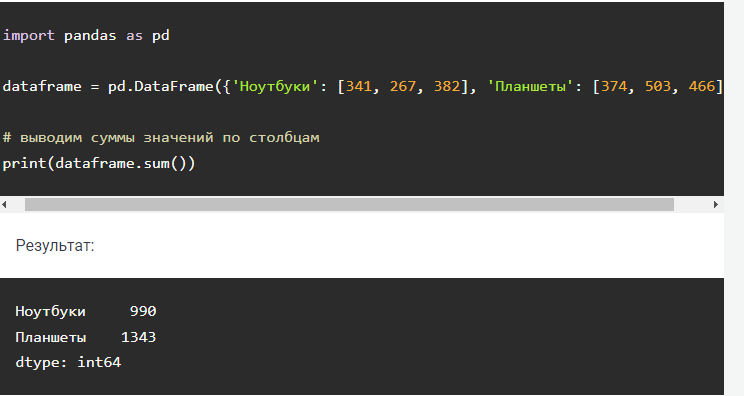 import pandas as pd
dataframe = pd.DataFrame({'Ноутбуки': [341, 267, 382], 'Планшеты': [374, 503, 466]
# выводим суммы значений по столбцам
print(dataframe.sum())
Результат:
Ноутбуки     990
Планшеты    1343
dtype: int64